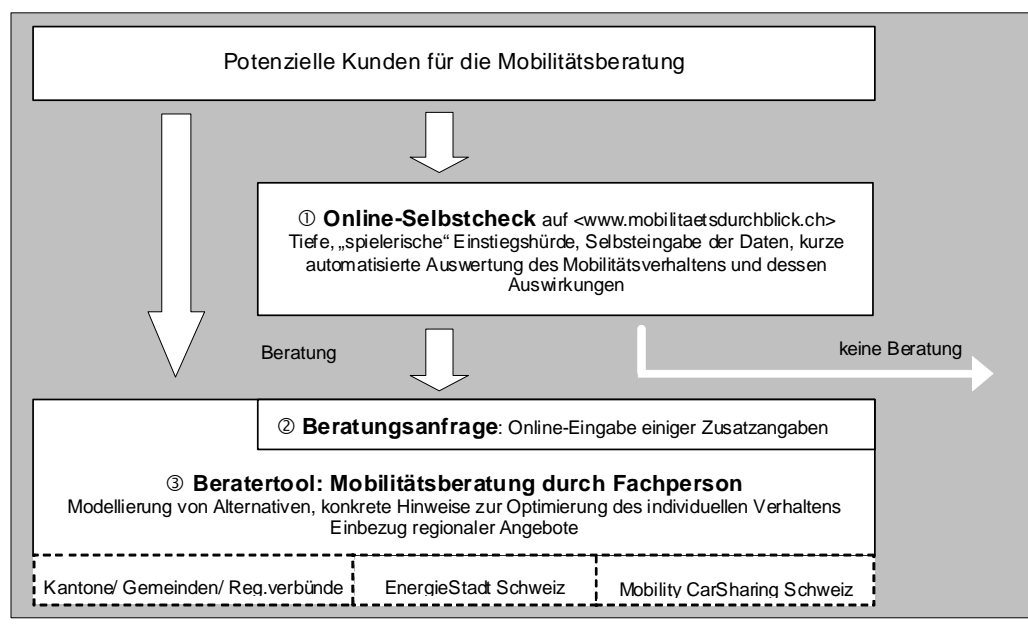 Potenzielle Kunden für die Mobilitätsberatung
① Online-Selbstcheck auf <www.mobilitaetsdurchblick.ch>
Tiefe, „spielerische“ Einstiegshürde, Selbsteingabe der Daten, kurze
automatisierte Auswertung des Mobilitätsverhaltens und dessen
Auswirkungen
Beratung
keine Beratung
② Beratungsanfrage: Online-Eingabe einiger Zusatzangaben
③ Beratertool: Mobilitätsberatung durch Fachperson
Modellierung von Alternativen, konkrete Hinweise zur Optimierung des individuellen Verhaltens
Einbezug regionaler Angebote
Kantone/ Gemeinden/ Reg.verbünde
EnergieStadt Schweiz
Mobility CarSharing Schweiz